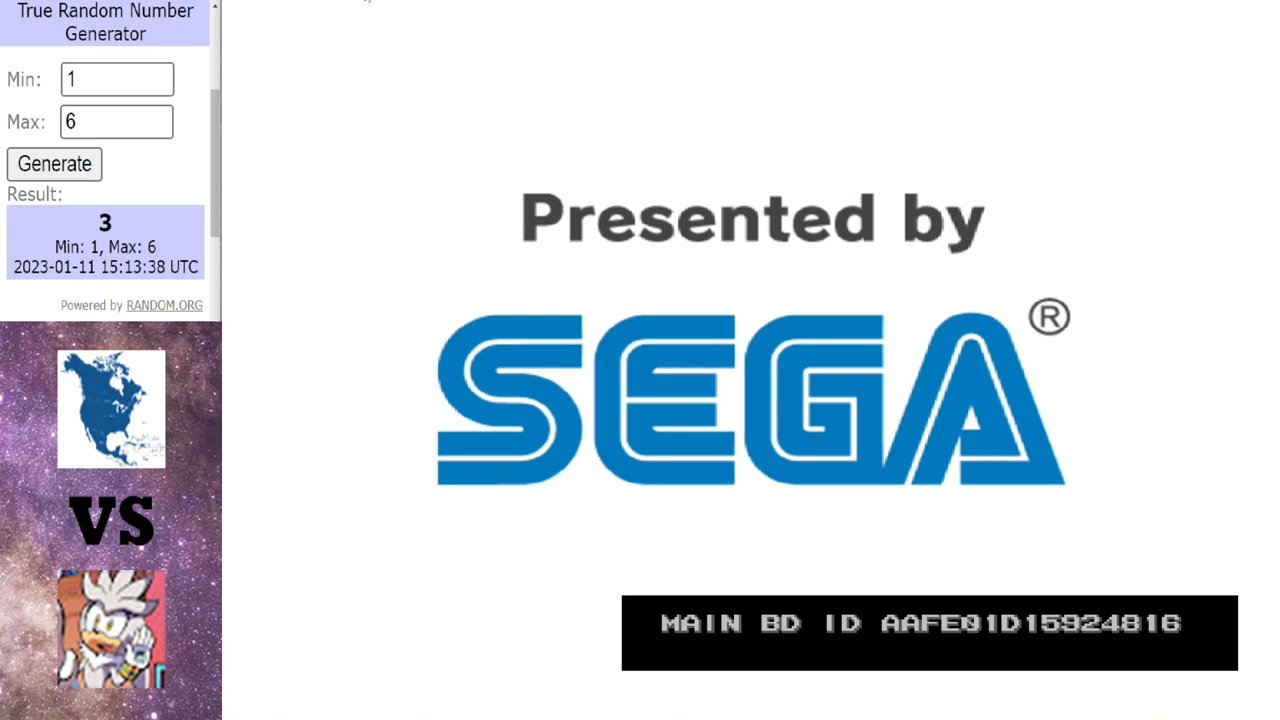 True Random Number
Generator
Min: 1
Max: 6
Generate
Result:
3
Min: 1, Max: 6
2023-01-11 15:13:38 UTC
Powered by RANDOM.ORG
VS
Presented by
SEGA®
MAIN BD ID AAFE01D15924816